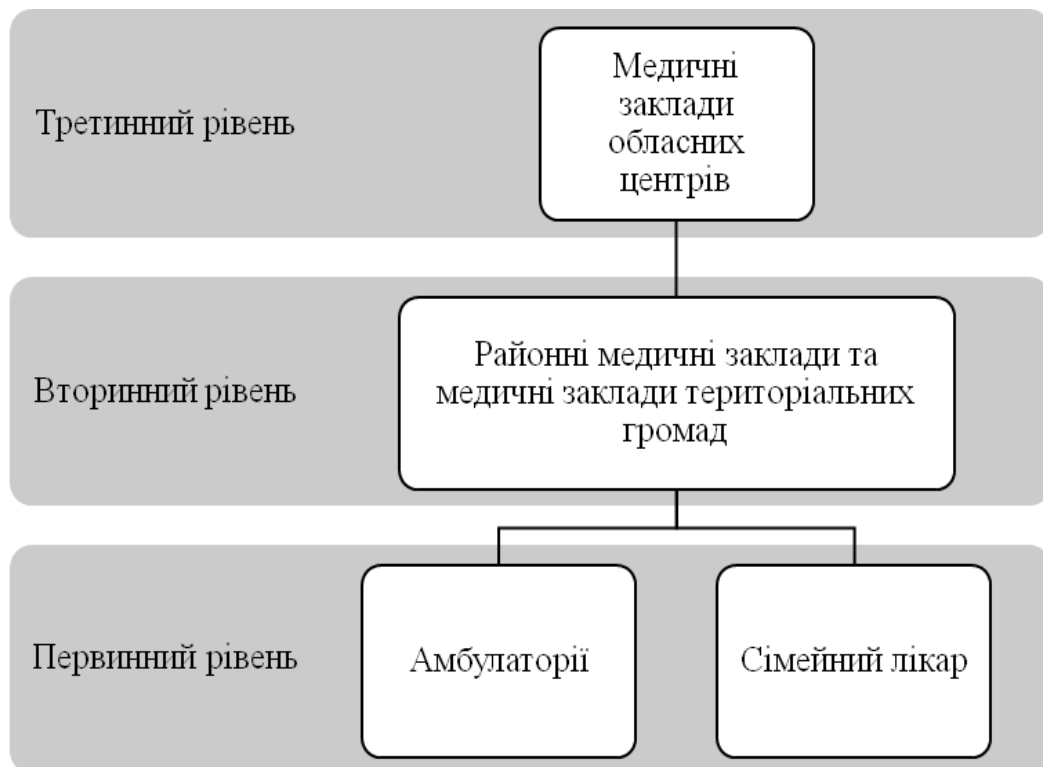 Третинний рівень
Медичні
заклади
обласних
центрів
Вторинний рівень
Районні медичні заклади та
медичні заклади територіальних
громад
Первинний рівень
Амбулаторії
Сімейний лікар